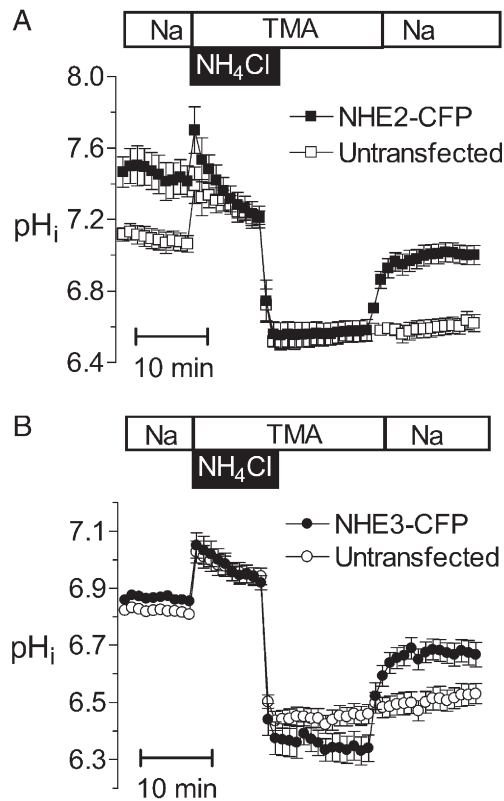 A
Na TMA Na
NH4Cl
8.0
NHE2-CFP
7.6
Untransfected
pHi
7.2
6.8
6.4
10 min
B
Na TMA Na
NH4Cl
7.1
NHE3-CFP
Untransfected
6.9
pHi
6.7
6.5
6.3
10 min